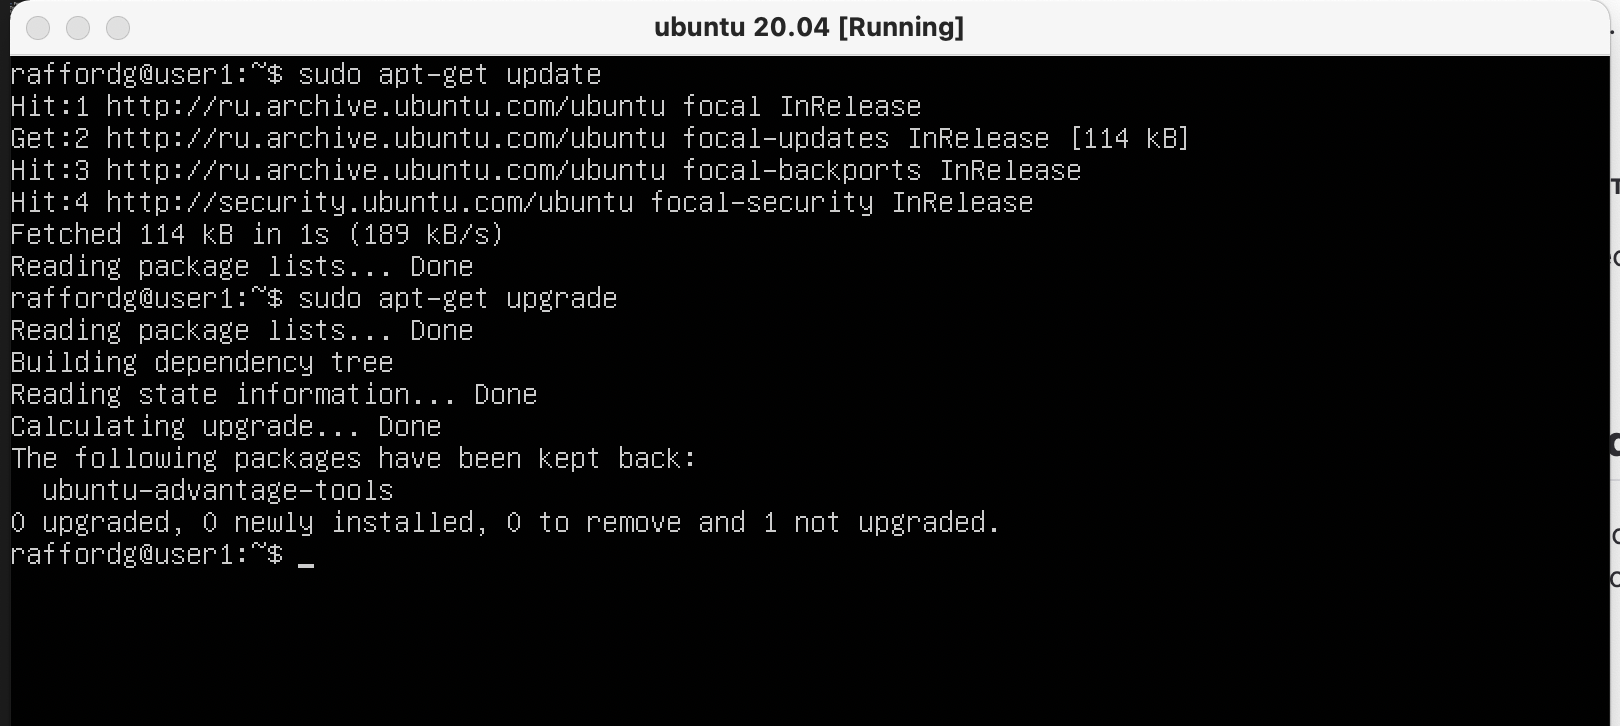 ubuntu 20.04 [Running]
raffordg@user1:~$ sudo apt-get update
Hit:1 http://ru.archive.ubuntu.com/ubuntu focal InRelease
Get:2 http://ru.archive.ubuntu.com/ubuntu focal-updates InRelease [114 kB]
Hit:3 http://ru.archive.ubuntu.com/ubuntu focal-backports InRelease
Hit:4 http://security.ubuntu.com/ubuntu focal-security InRelease
Fetched 114 kB in 1s (189 kB/s)
Reading package lists... Done
raffordg@user1:~$ sudo apt-get upgrade
Reading package lists... Done
Building dependency tree
Reading state information... Done
Calculating upgrade... Done
The following packages have been kept back:
  ubuntu-advantage-tools
0 upgraded, 0 newly installed, 0 to remove and 1 not upgraded.
raffordg@user1:~$ _